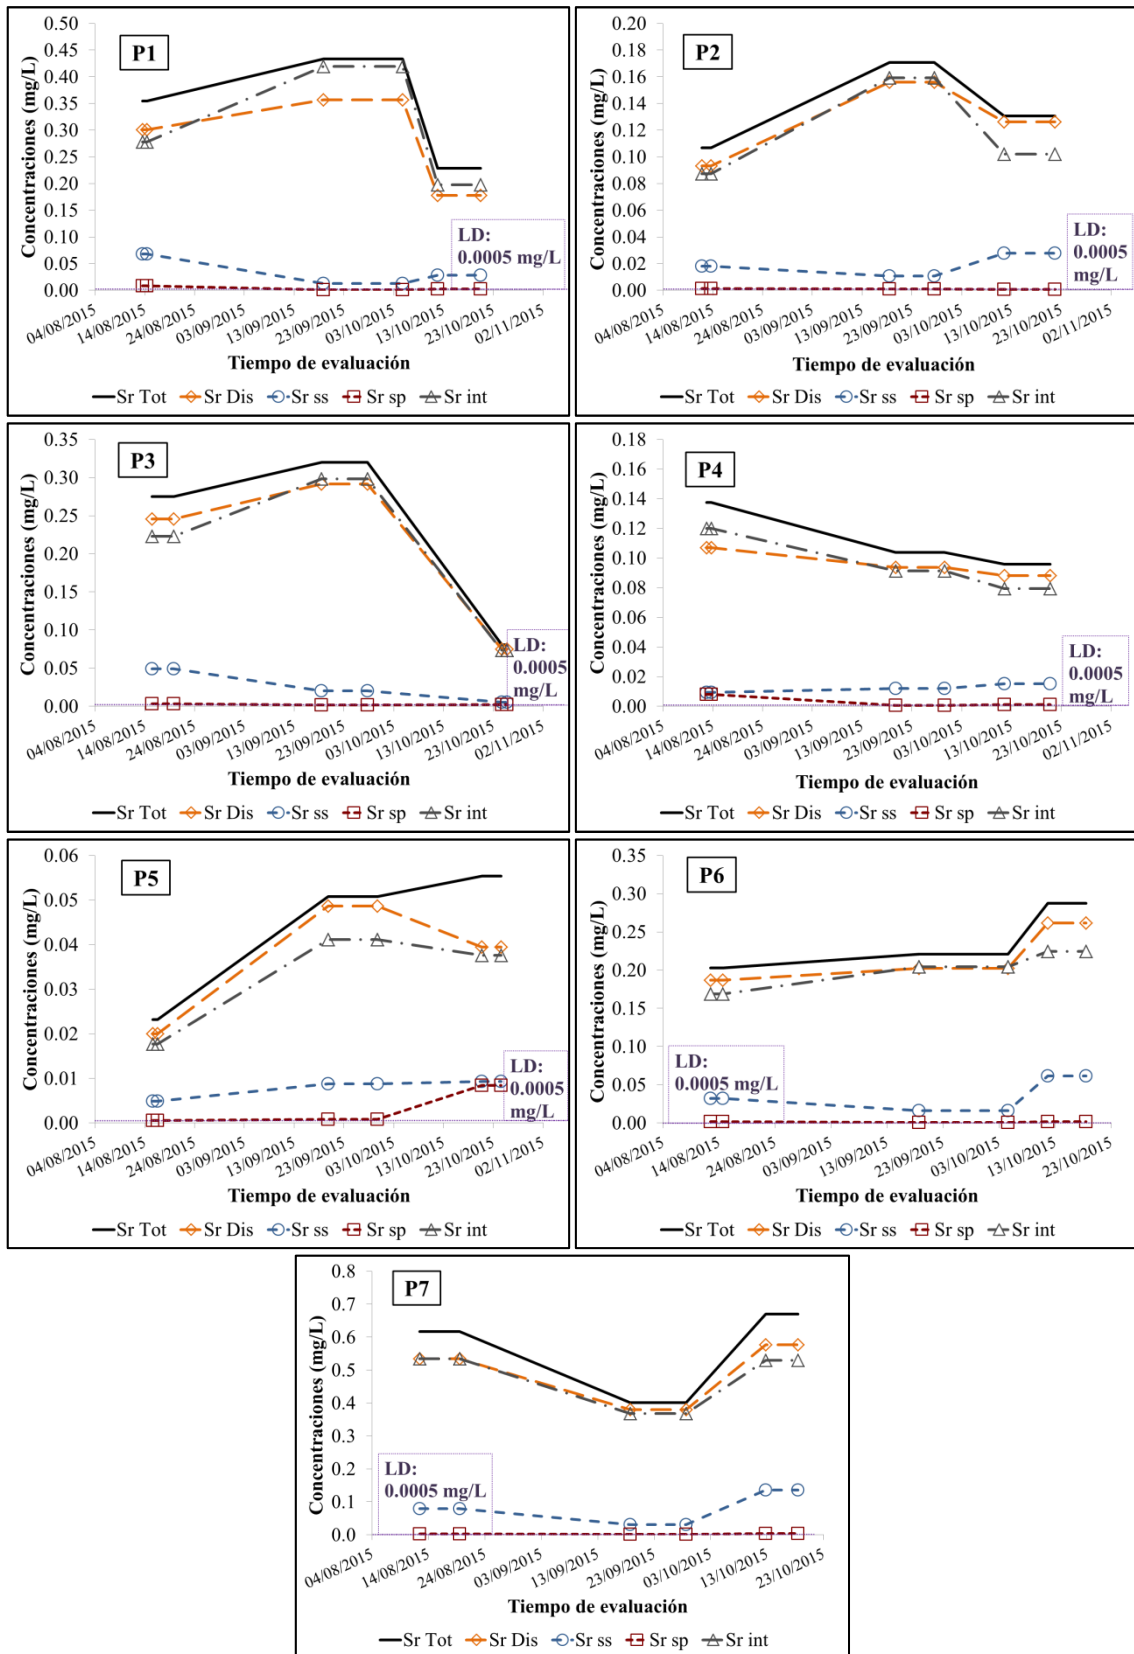 P1
Concentraciones (mg/L)
0.50
0.45
0.40
0.35
0.30
0.25
0.20
0.15
0.10
0.05
0.00
LD:
0.0005 mg/L
04/08/2015 14/08/2015 24/08/2015 03/09/2015 13/09/2015 23/09/2015 03/10/2015 13/10/2015 23/10/2015 02/11/2015
Tiempo de evaluación
Sr Tot Sr Dis Sr ss Sr sp Sr int
P2
Concentraciones (mg/L)
0.20
0.18
0.16
0.14
0.12
0.10
0.08
0.06
0.04
0.02
0.00
LD:
0.0005
mg/L
04/08/2015 14/08/2015 24/08/2015 03/09/2015 13/09/2015 23/09/2015 03/10/2015 13/10/2015 23/10/2015 02/11/2015
Tiempo de evaluación
Sr Tot Sr Dis Sr ss Sr sp Sr int
P3
Concentraciones (mg/L)
0.35
0.30
0.25
0.20
0.15
0.10
0.05
0.00
LD:
0.0005
mg/L
04/08/2015 14/08/2015 24/08/2015 03/09/2015 13/09/2015 23/09/2015 03/10/2015 13/10/2015 23/10/2015 02/11/2015
Tiempo de evaluación
Sr Tot Sr Dis Sr ss Sr sp Sr int
P4
Concentraciones (mg/L)
0.18
0.16
0.14
0.12
0.10
0.08
0.06
0.04
0.02
0.00
LD:
0.0005
mg/L
04/08/2015 14/08/2015 24/08/2015 03/09/2015 13/09/2015 23/09/2015 03/10/2015 13/10/2015 23/10/2015 02/11/2015
Tiempo de evaluación
Sr Tot Sr Dis Sr ss Sr sp Sr int
P5
Concentraciones (mg/L)
0.06
0.05
0.04
0.03
0.02
0.01
0.00
LD:
0.0005
mg/L
04/08/2015 14/08/2015 24/08/2015 03/09/2015 13/09/2015 23/09/2015 03/10/2015 13/10/2015 23/10/2015 02/11/2015
Tiempo de evaluación
Sr Tot Sr Dis Sr ss Sr sp Sr int
P6
Concentraciones (mg/L)
0.35
0.30
0.25
0.20
0.15
0.10
0.05
0.00
LD:
0.0005 mg/L
04/08/2015 14/08/2015 24/08/2015 03/09/2015 13/09/2015 23/09/2015 03/10/2015 13/10/2015 23/10/2015
Tiempo de evaluación
Sr Tot Sr Dis Sr ss Sr sp Sr int
P7
Concentraciones (mg/L)
0.8
0.7
0.6
0.5
0.4
0.3
0.2
0.1
0.0
LD:
0.0005 mg/L
04/08/2015 14/08/2015 24/08/2015 03/09/2015 13/09/2015 23/09/2015 03/10/2015 13/10/2015 23/10/2015
Tiempo de evaluación
Sr Tot Sr Dis Sr ss Sr sp Sr int